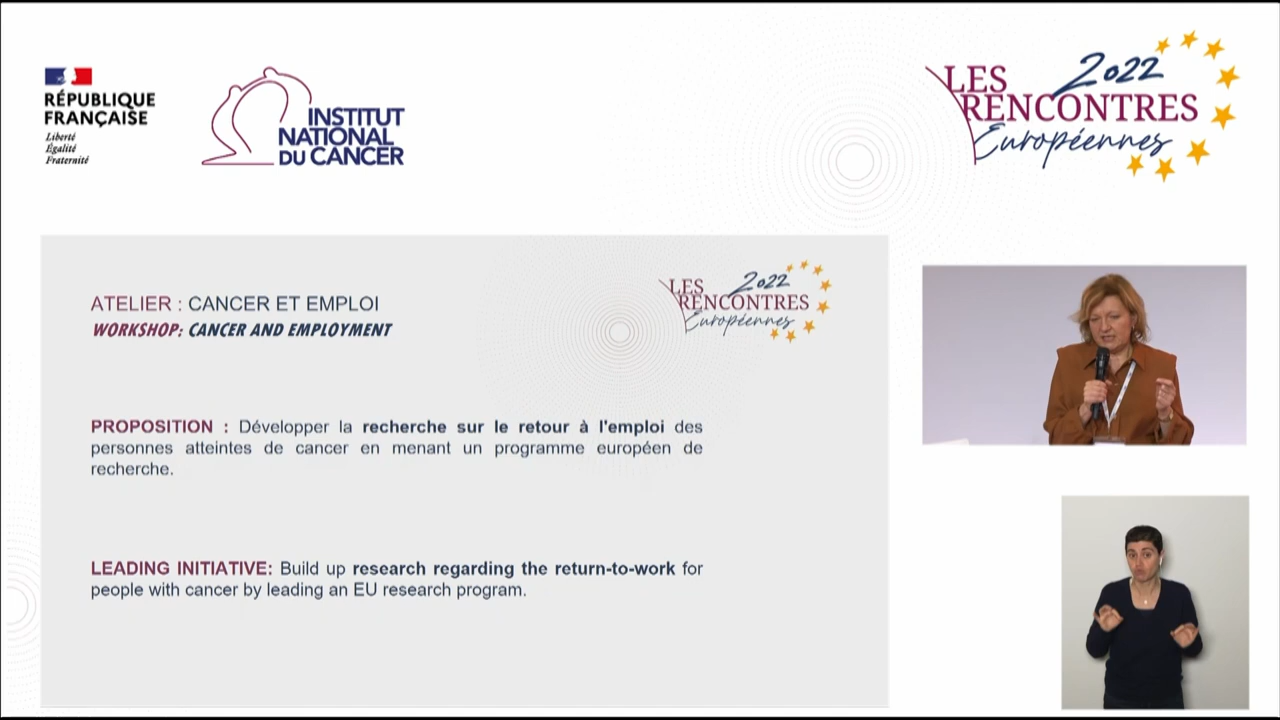 RÉPUBLIQUE
FRANÇAISE
Liberté
Égalité
Fraternité
INSTITUT
NATIONAL
DU CANCER
2022
LES
RENCONTRES
Européennes
ATELIER : CANCER ET EMPLOI
WORKSHOP: CANCER AND EMPLOYMENT
2022
LES
RENCONTRES
Européennes
PROPOSITION : Développer la recherche sur le retour à l'emploi des
personnes atteintes de cancer en menant un programme européen de
recherche.
LEADING INITIATIVE: Build up research regarding the return-to-work for
people with cancer by leading an EU research program.